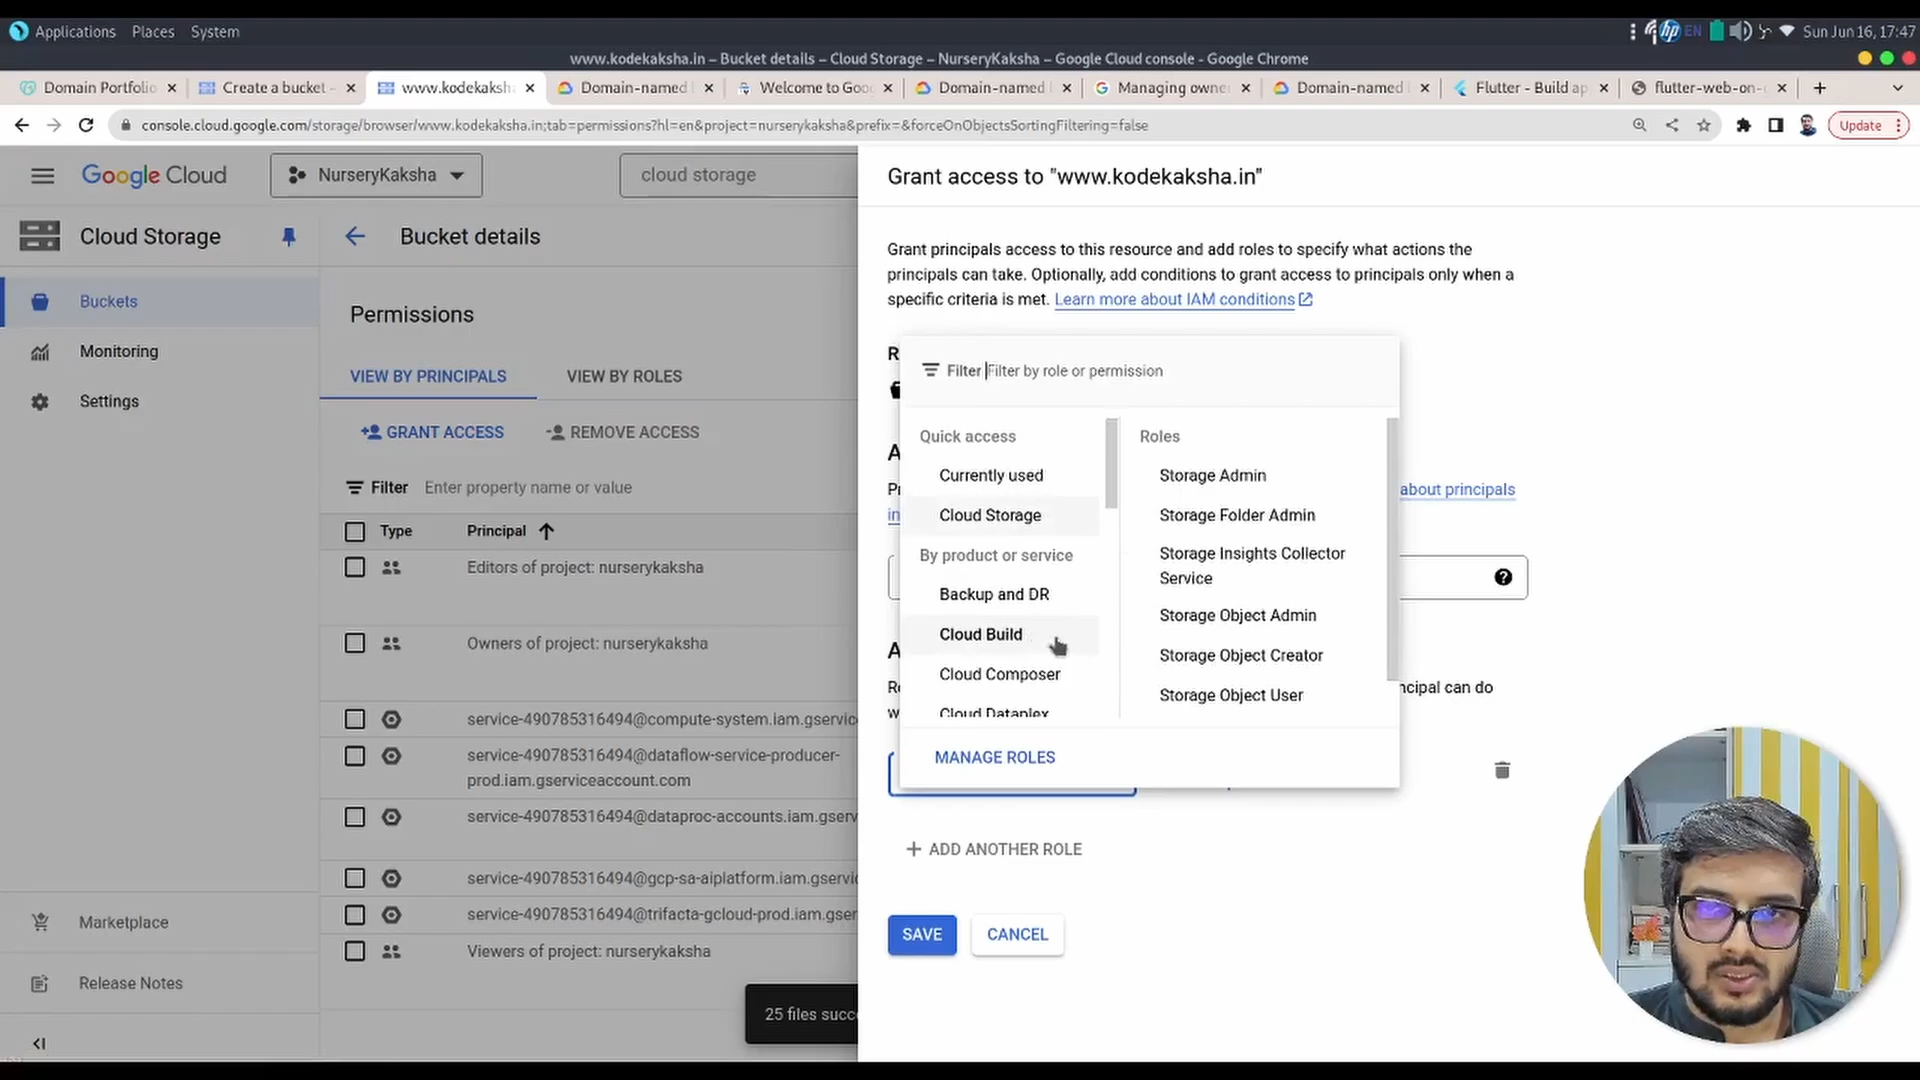 Applications Places System
EN
Sun Jun 16, 17:47
www.kodekaksha.in – Bucket details – Cloud Storage – NurseryKaksha – Google Cloud console - Google Chrome
Domain Portfolio
Create a bucket –
www.kodekaksh
Domain-named
Welcome to Goo
Domain-named
Managing owne
Domain-named
Flutter - Build ap
flutter-web-on-
console.cloud.google.com/storage/browser/www.kodekaksha.in;tab=permissions?hl=en&project=nurserykaksha&prefix=&forceOnObjectsSortingFiltering=false
Update
Google Cloud
NurseryKaksha
cloud storage
Cloud Storage
Buckets
Monitoring
Settings
Marketplace
Release Notes
Bucket details
Permissions
VIEW BY PRINCIPALS
VIEW BY ROLES
GRANT ACCESS
REMOVE ACCESS
Filter Enter property name or value
Type Principal
Editors of project: nurserykaksha
Owners of project: nurserykaksha
service-490785316494@compute-system.iam.gservic
service-490785316494@dataflow-service-producer-
prod.iam.gserviceaccount.com
service-490785316494@dataproc-accounts.iam.gserv
service-490785316494@gcp-sa-aiplatform.iam.gservic
service-490785316494@trifacta-gcloud-prod.iam.gser
Viewers of project: nurserykaksha
25 files succ
Grant access to "www.kodekaksha.in"
Grant principals access to this resource and add roles to specify what actions the
principals can take. Optionally, add conditions to grant access to principals only when a
specific criteria is met. Learn more about IAM conditions
Filter Filter by role or permission
Quick access
Currently used
Cloud Storage
By product or service
Backup and DR
Cloud Build
Cloud Composer
Cloud Dataplex
Roles
Storage Admin
Storage Folder Admin
Storage Insights Collector
Service
Storage Object Admin
Storage Object Creator
Storage Object User
MANAGE ROLES
about principals
ncipal can do
ADD ANOTHER ROLE
SAVE
CANCEL